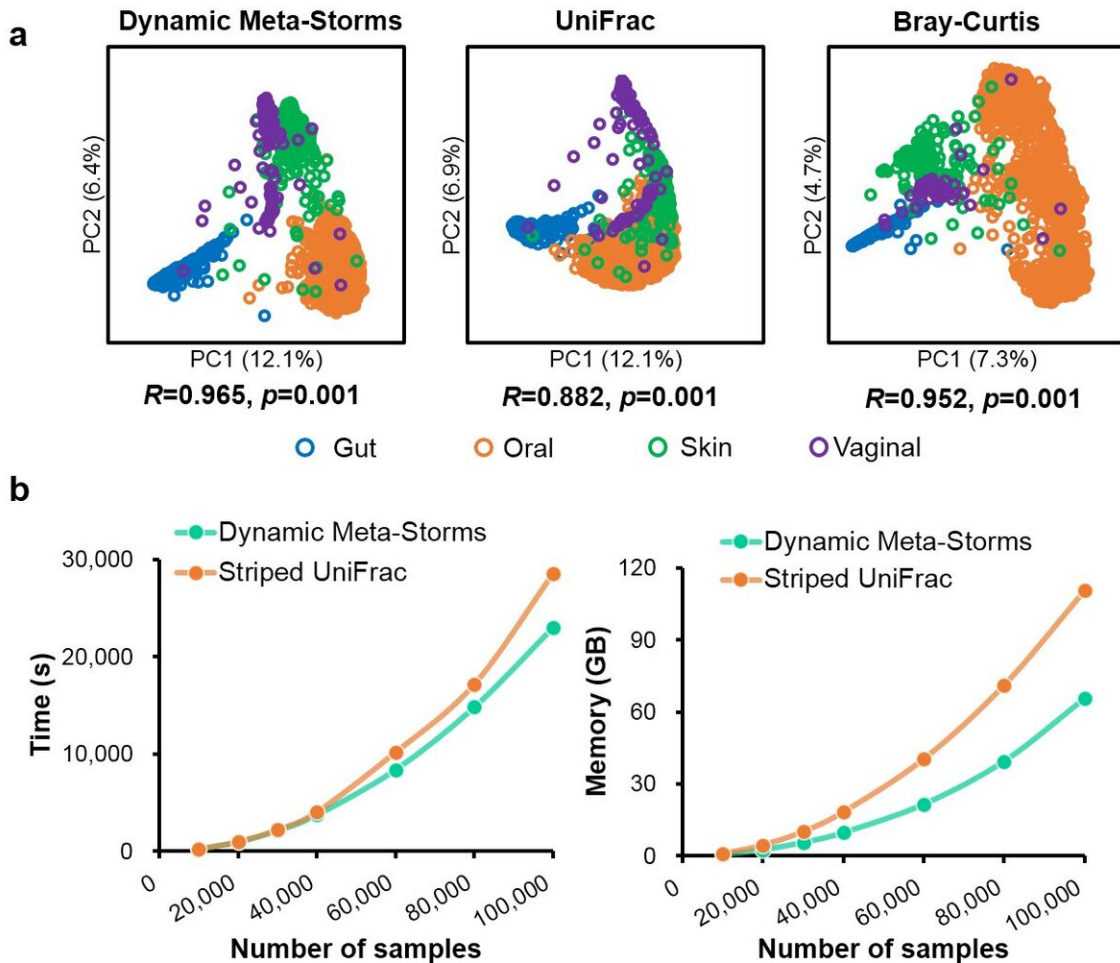 a
Dynamic Meta-Storms
UniFrac
Bray-Curtis
PC2 (6.4%)
PC1 (12.1%)
R=0.965, p=0.001
PC2 (6.9%)
PC1 (12.1%)
R=0.882, p=0.001
PC2 (4.7%)
PC1 (7.3%)
R=0.952, p=0.001
Gut Oral Skin Vaginal
b
Dynamic Meta-Storms
Striped UniFrac
Time (s)
30,000
20,000
10,000
0
0 20,000 40,000 60,000 80,000 100,000
Number of samples
Dynamic Meta-Storms
Striped UniFrac
Memory (GB)
120
90
60
30
0
0 20,000 40,000 60,000 80,000 100,000
Number of samples